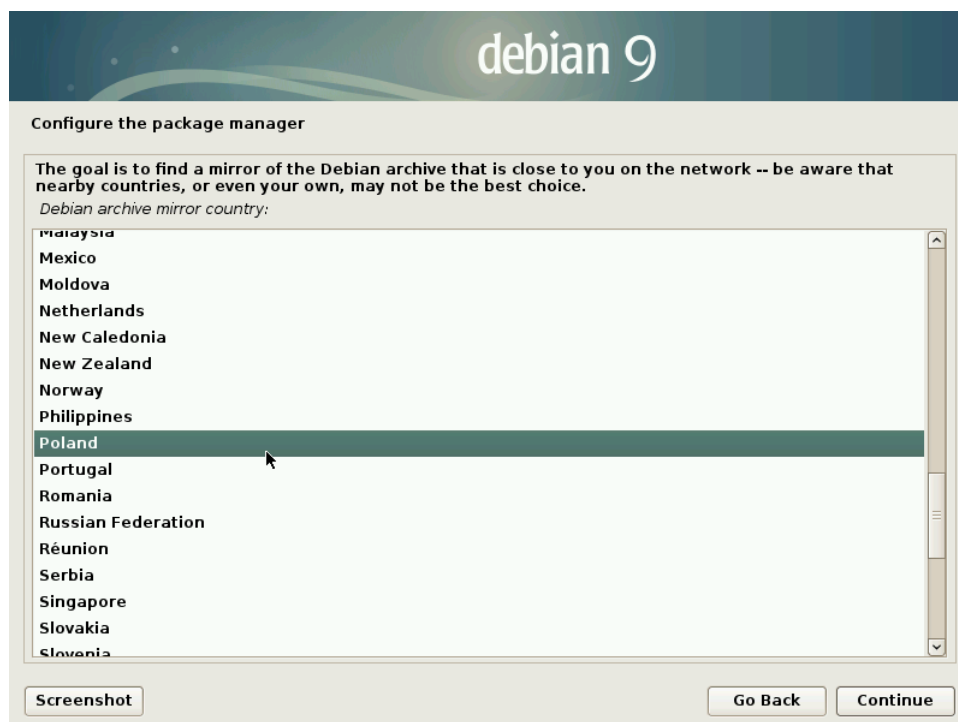 debian 9
Configure the package manager
The goal is to find a mirror of the Debian archive that is close to you on the network -- be aware that
nearby countries, or even your own, may not be the best choice.
Debian archive mirror country:
Malaysia
Mexico
Moldova
Netherlands
New Caledonia
New Zealand
Norway
Philippines
Poland
Portugal
Romania
Russian Federation
Réunion
Serbia
Singapore
Slovakia
Slovenia
Screenshot
Go Back
Continue